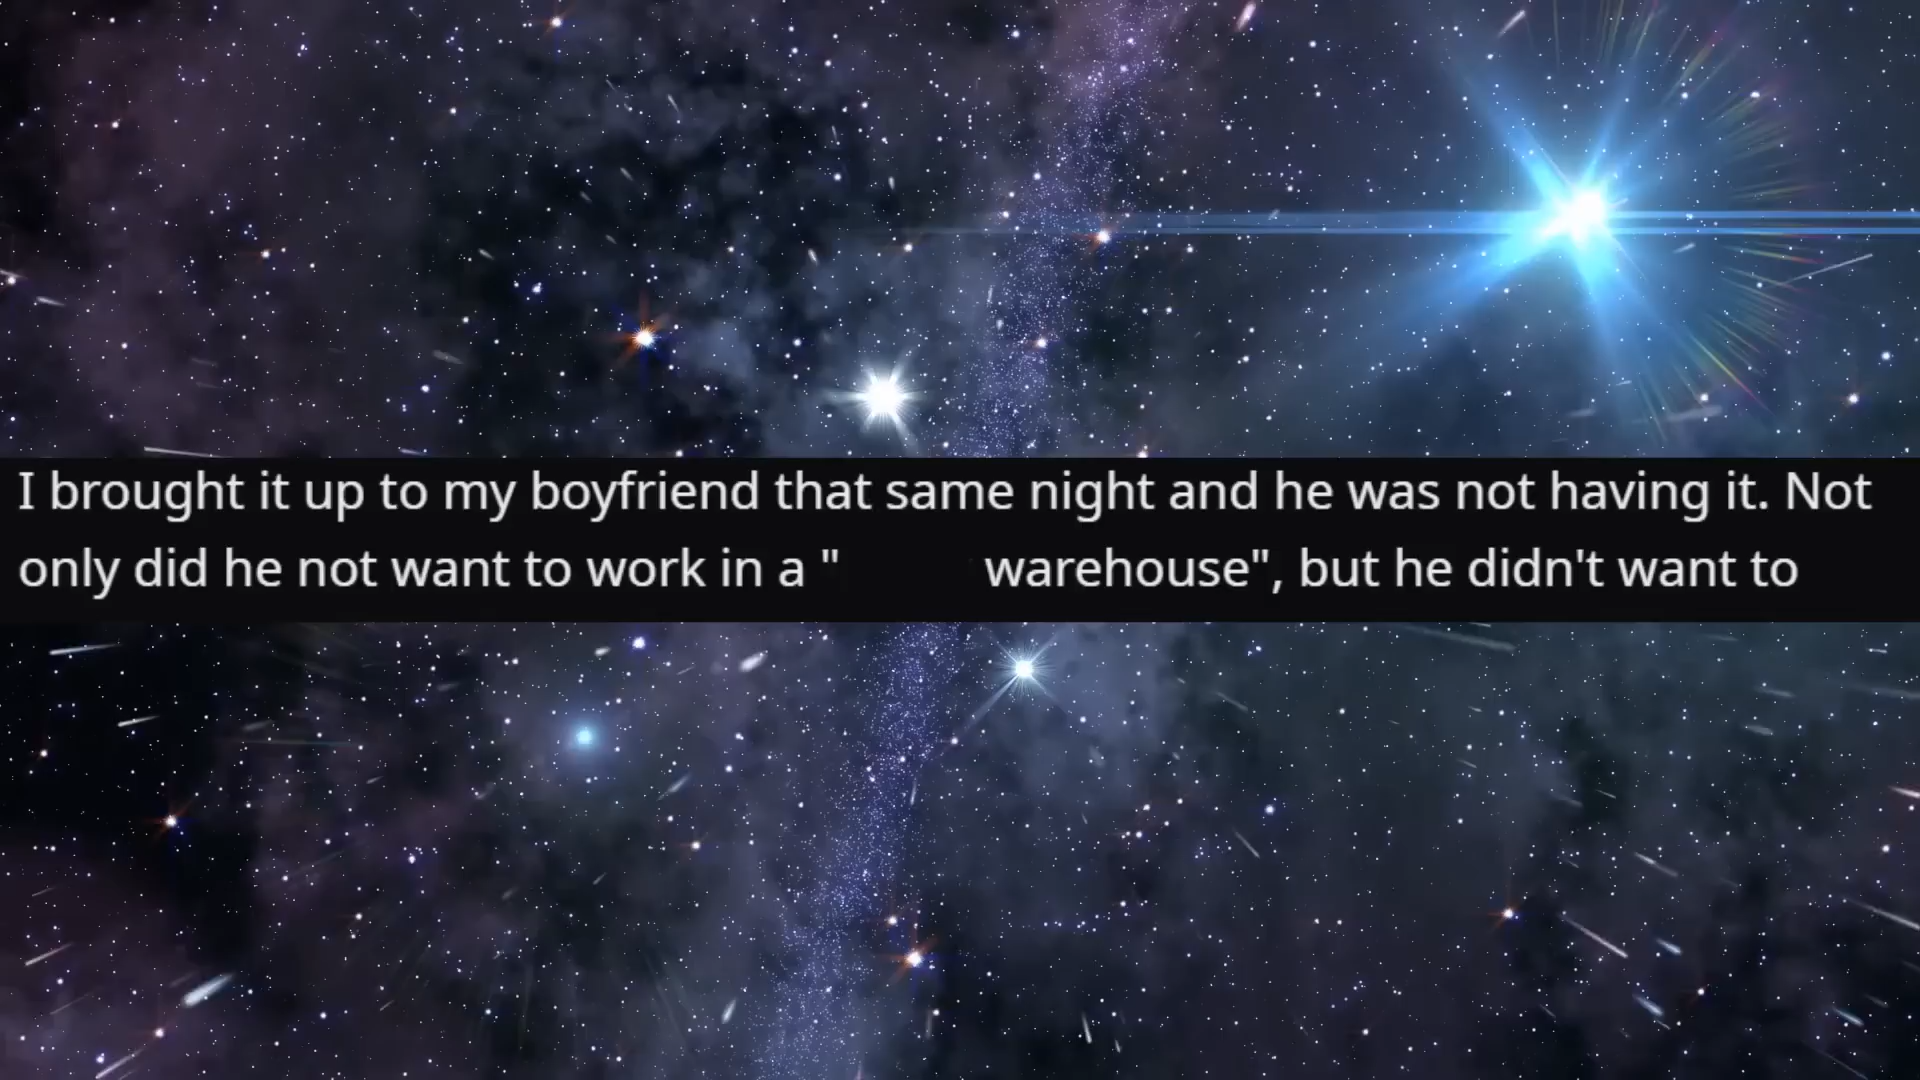 I brought it up to my boyfriend that same night and he was not having it. Not
only did he not want to work in a " warehouse", but he didn't want to